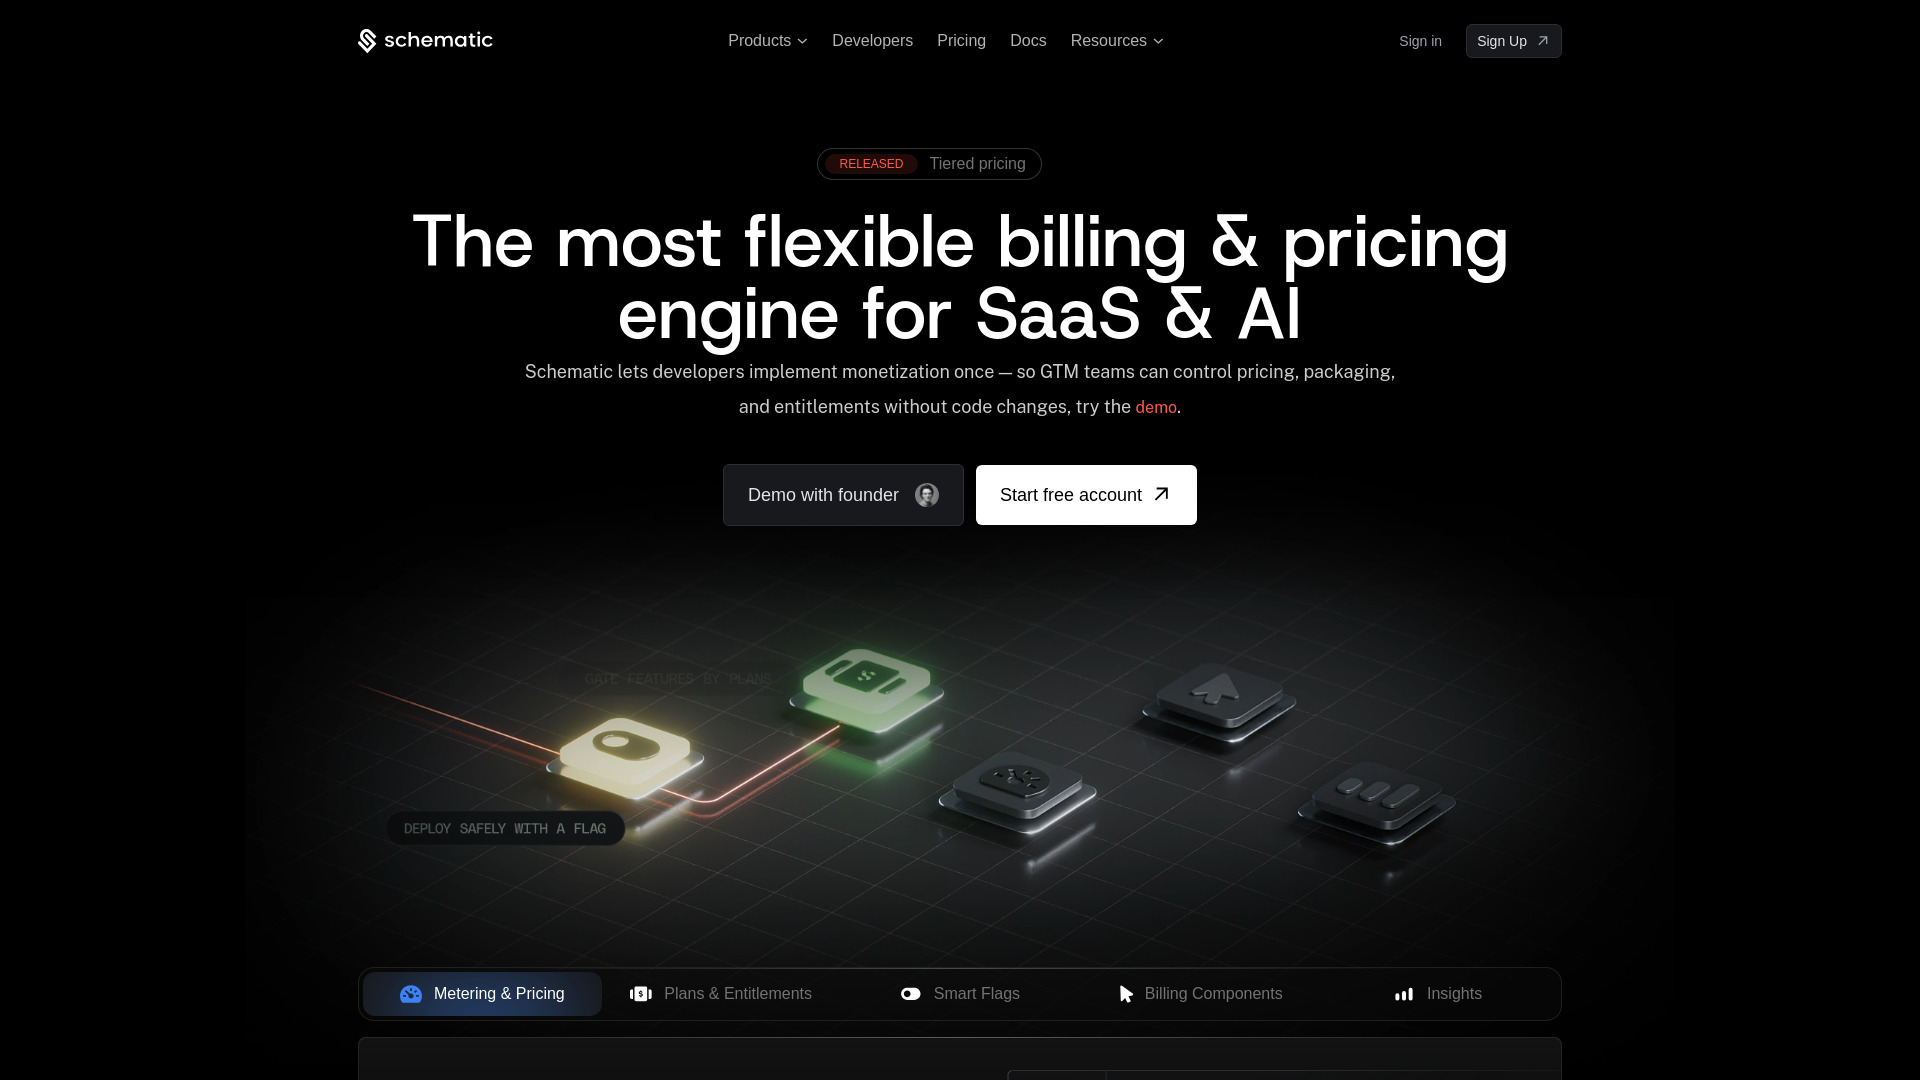 schematic
Products
Developers
Pricing
Docs
Resources
Sign in
Sign Up
RELEASED Tiered pricing
The most flexible billing & pricing
engine for SaaS & AI
Schematic lets developers implement monetization once — so GTM teams can control pricing, packaging,
and entitlements without code changes, try the demo.
Demo with founder
Start free account
GATE FEATURES BY PLANS
DEPLOY SAFELY WITH A FLAG
Metering & Pricing
Plans & Entitlements
Smart Flags
Billing Components
Insights